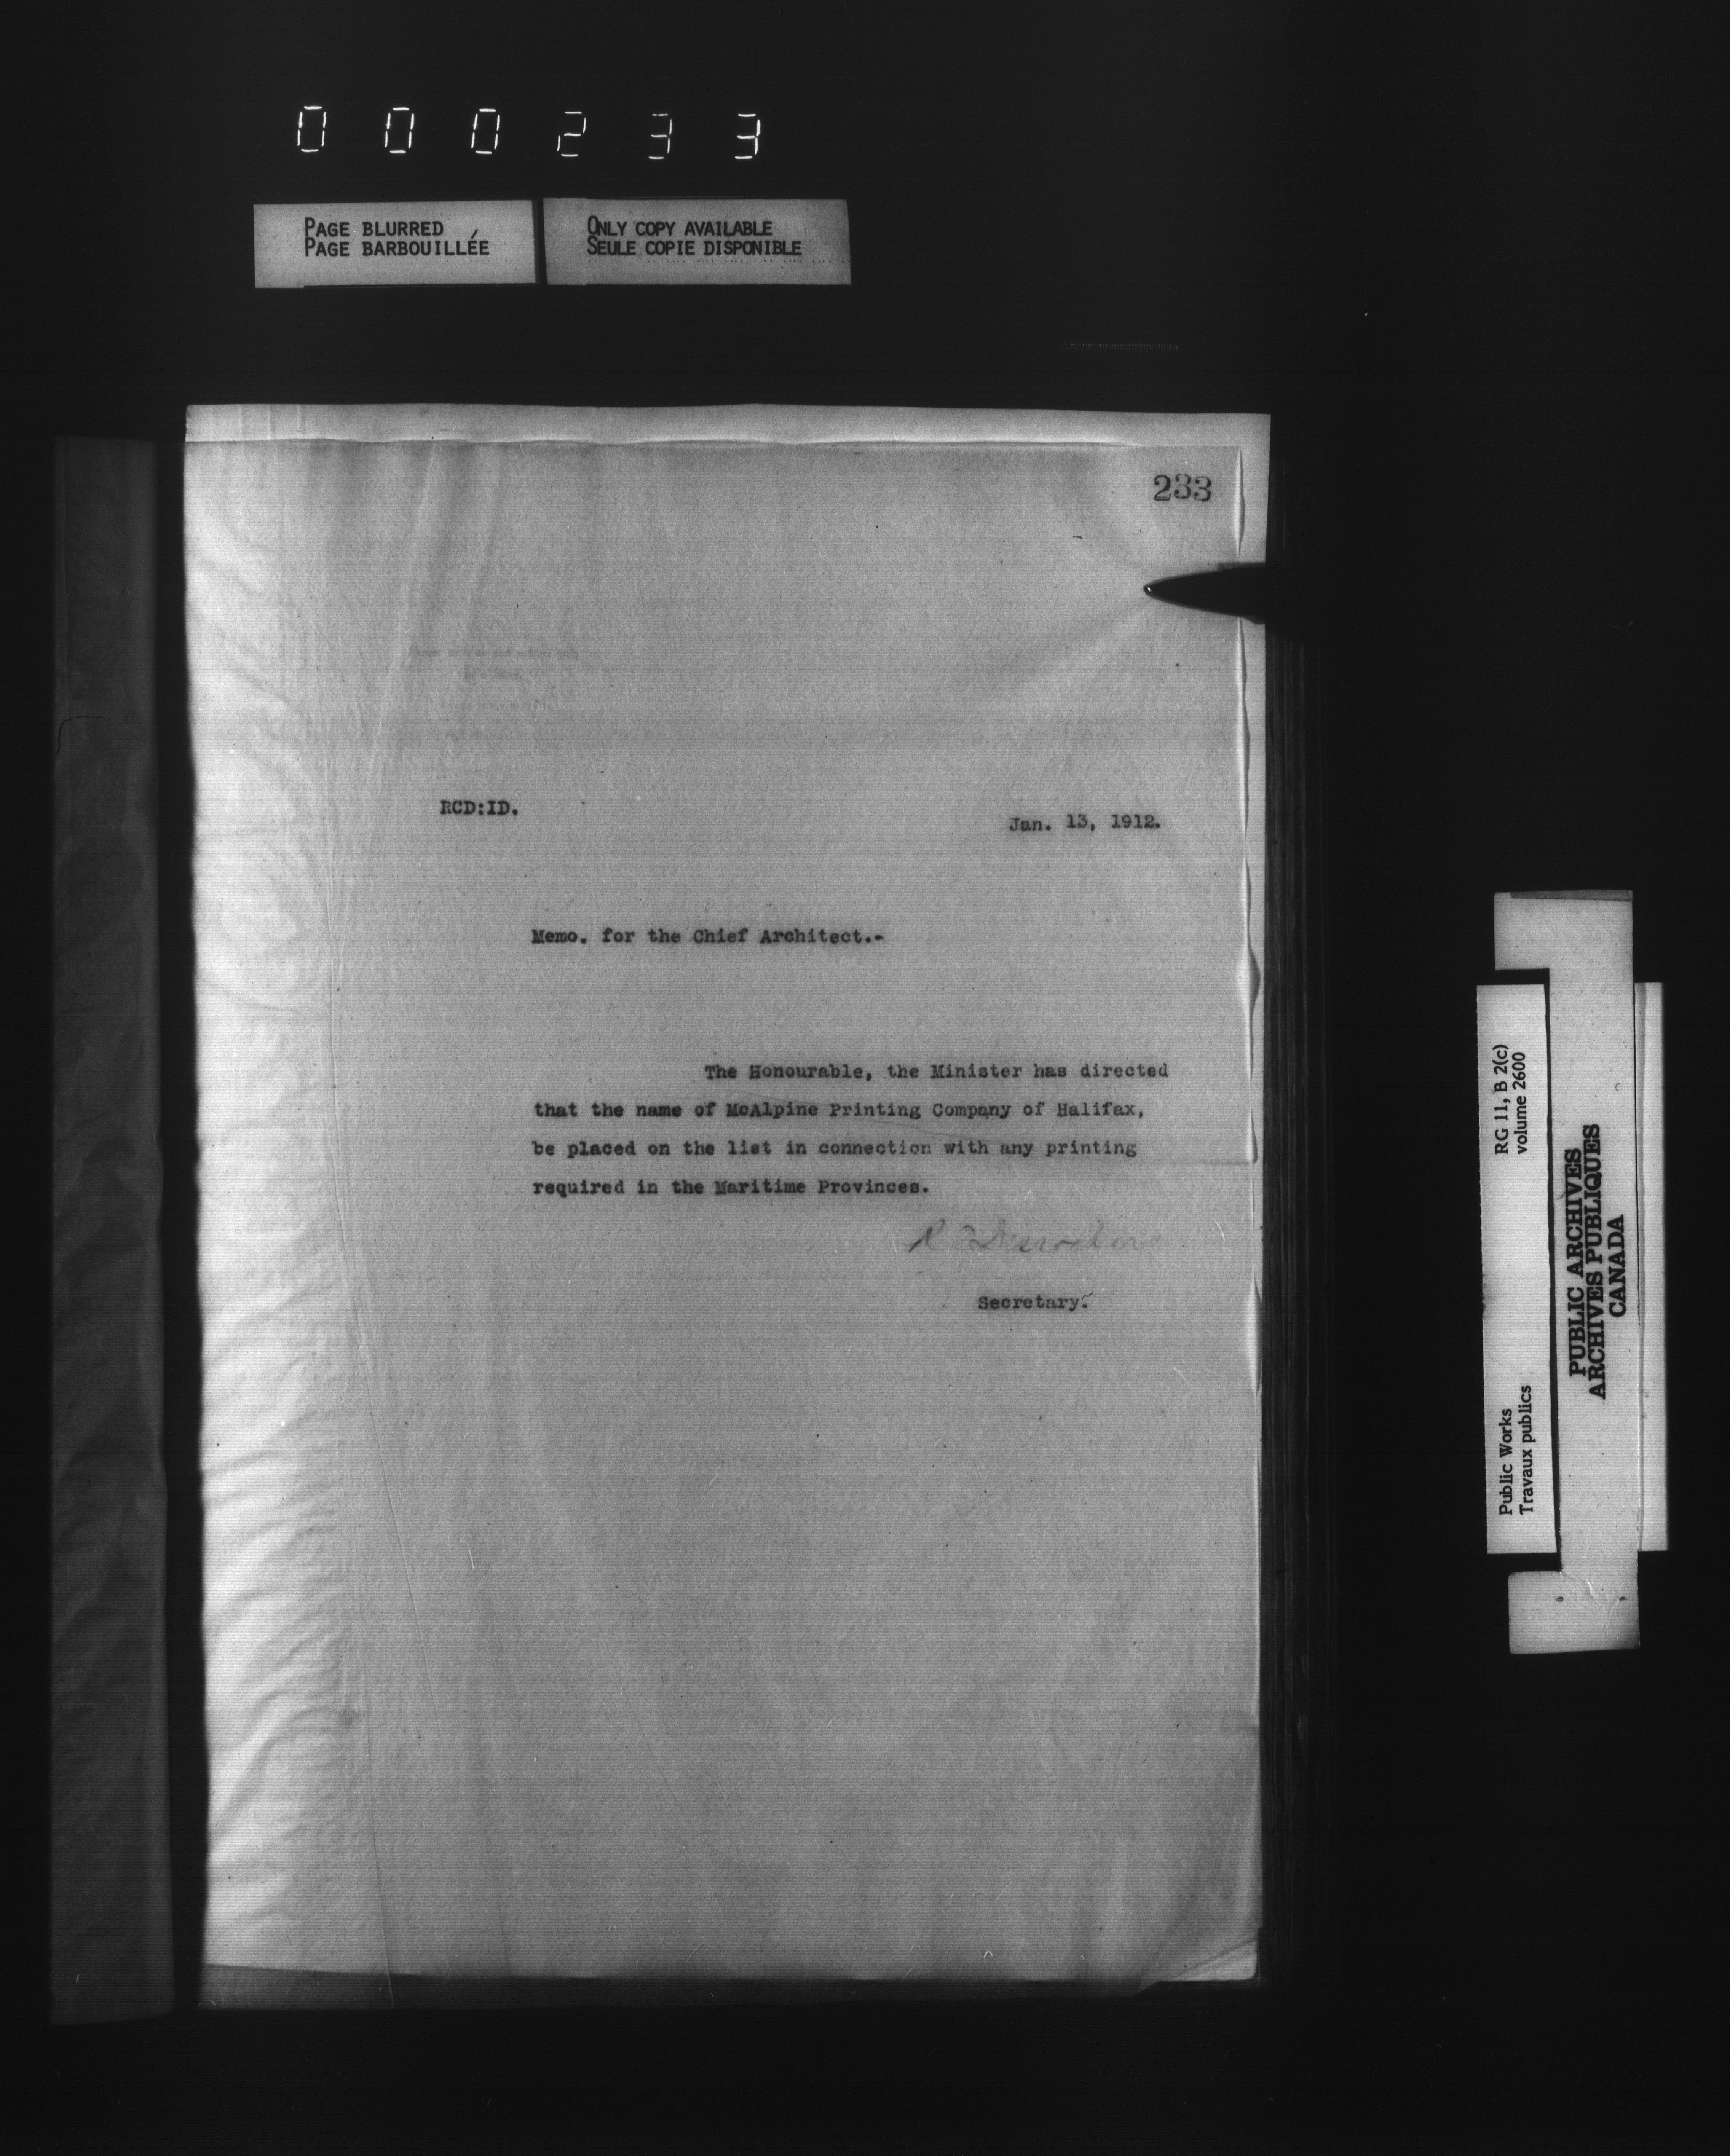 000233
PAGE BLURRED
PAGE BARBOUILLÉE
ONLY COPY AVAILABLE
SEULE COPIE DISPONIBLE
233
RCD:ID.
Jan. 13, 1912.
Memo. for the Chief Architect.-
The Honourable, the Minister has directed
that the name of McAlpine Printing Company of Halifax,
be placed on the list in connection with any printing
required in the Maritime Provinces.
R C Desrochers
Secretary.
RG 11, B 2(c)
volume 2600
Public Works
Travaux publics
PUBLIC ARCHIVES
ARCHIVES PUBLIQUES
CANADA